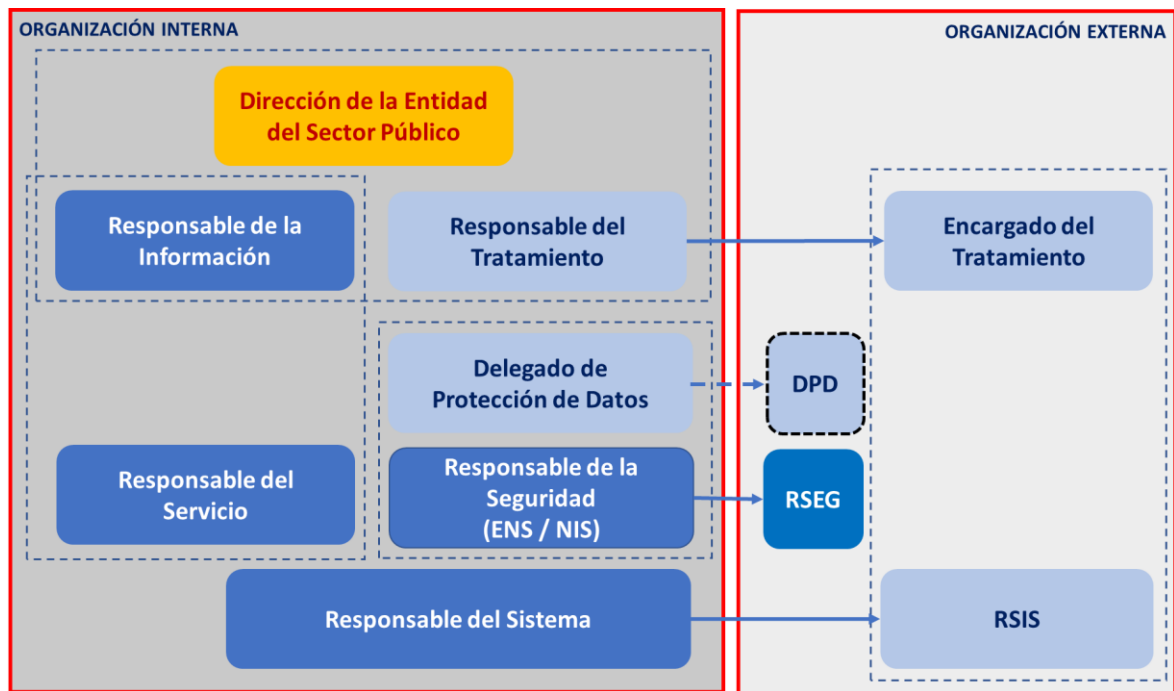 ORGANIZACIÓN INTERNA
ORGANIZACIÓN EXTERNA
Dirección de la Entidad
del Sector Público
Responsable de la
Información
Responsable del
Tratamiento
Encargado del
Tratamiento
Delegado de
Protección de Datos
DPD
Responsable del
Servicio
Responsable de la
Seguridad
(ENS / NIS)
RSEG
Responsable del Sistema
RSIS